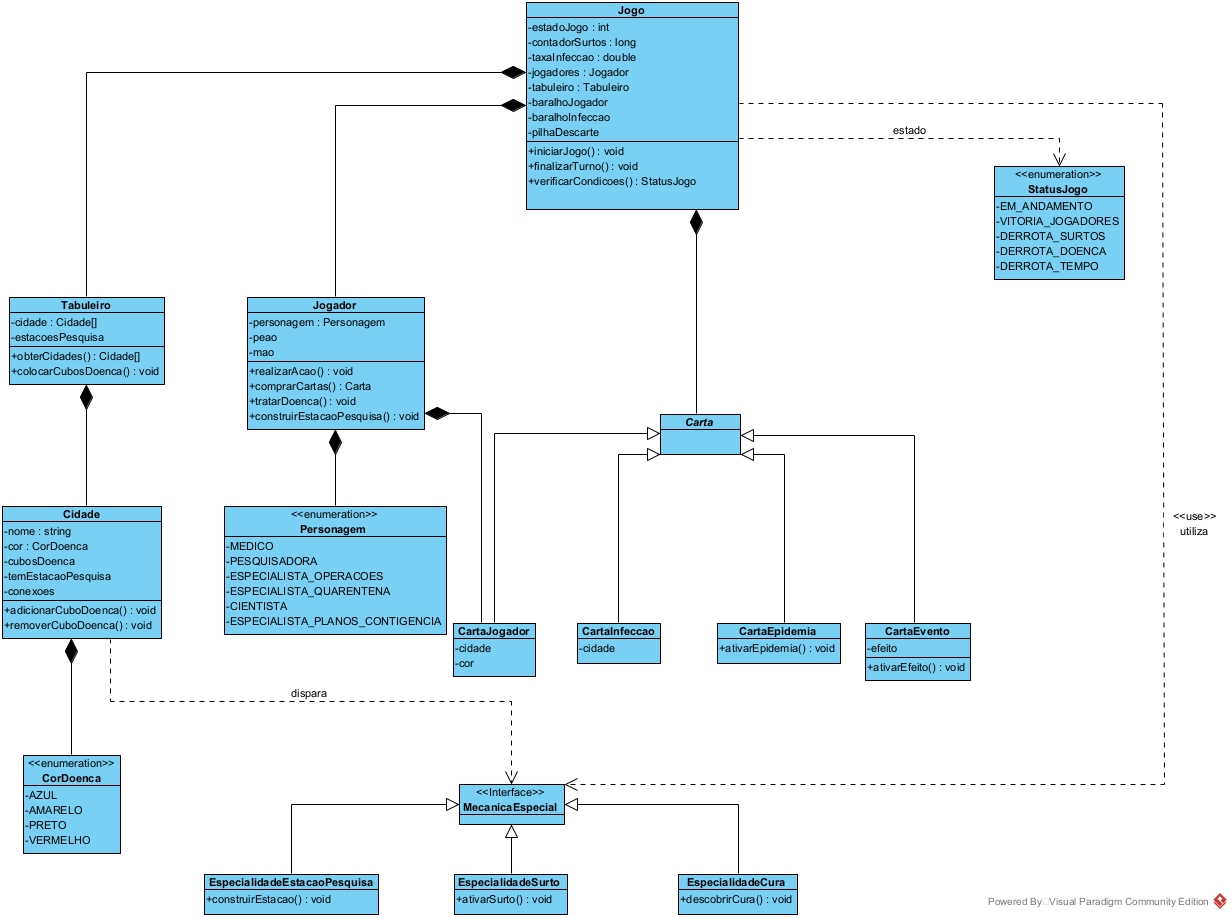 Jogo
-estadoJogo : int
-contadorSurtos : long
-taxaInfeccao : double
-jogadores : Jogador
-tabuleiro : Tabuleiro
-baralhoJogador
-baralhoInfeccao
-pilhaDescarte
+iniciarJogo() : void
+finalizarTurno() : void
+verificarCondicoes() : StatusJogo
estado
<<enumeration>>
StatusJogo
-EM_ANDAMENTO
-VITORIA_JOGADORES
-DERROTA_SURTOS
-DERROTA_DOENCA
-DERROTA_TEMPO
Tabuleiro
-cidade : Cidade[]
-estacoesPesquisa
+obterCidades() : Cidade[]
+colocarCubosDoenca() : void
Jogador
-personagem : Personagem
-peao
-mao
+realizarAcao() : void
+comprarCartas() : Carta
+tratarDoenca() : void
+construirEstacaoPesquisa() : void
Carta
Cidade
-nome : string
-cor : CorDoenca
-cubosDoenca
-temEstacaoPesquisa
-conexoes
+adicionarCuboDoenca() : void
+removerCuboDoenca() : void
<<enumeration>>
Personagem
-MEDICO
-PESQUISADORA
-ESPECIALISTA_OPERACOES
-ESPECIALISTA_QUARENTENA
-CIENTISTA
-ESPECIALISTA_PLANOS_CONTIGENCIA
<<use>>
utiliza
CartaJogador
-cidade
-cor
CartaInfeccao
-cidade
CartaEpidemia
+ativarEpidemia() : void
CartaEvento
-efeito
+ativarEfeito() : void
dispara
<<enumeration>>
CorDoenca
-AZUL
-AMARELO
-PRETO
-VERMELHO
<<Interface>>
MecanicaEspecial
EspecialidadeEstacaoPesquisa
+construirEstacao() : void
EspecialidadeSurto
+ativarSurto() : void
EspecialidadeCura
+descobrirCura() : void
Powered By Visual Paradigm Community Edition